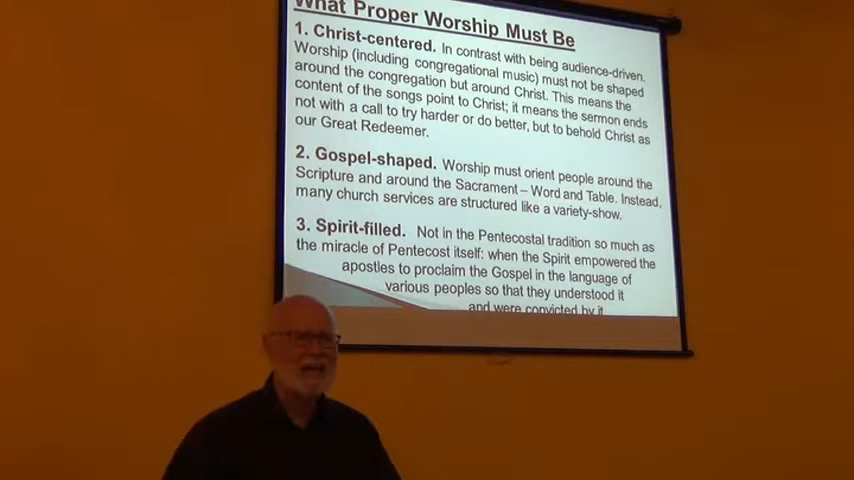 What Proper Worship Must Be
1. Christ-centered. In contrast with being audience-driven.
Worship (including congregational music) must not be shaped
around the congregation but around Christ. This means the
content of the songs point to Christ; it means the sermon ends
not with a call to try harder or do better, but to behold Christ as
our Great Redeemer.
2. Gospel-shaped. Worship must orient people around the
Scripture and around the Sacrament – Word and Table. Instead,
many church services are structured like a variety-show.
3. Spirit-filled. Not in the Pentecostal tradition so much as
the miracle of Pentecost itself: when the Spirit empowered the
apostles to proclaim the Gospel in the language of
various peoples so that they understood it
and were convicted by it